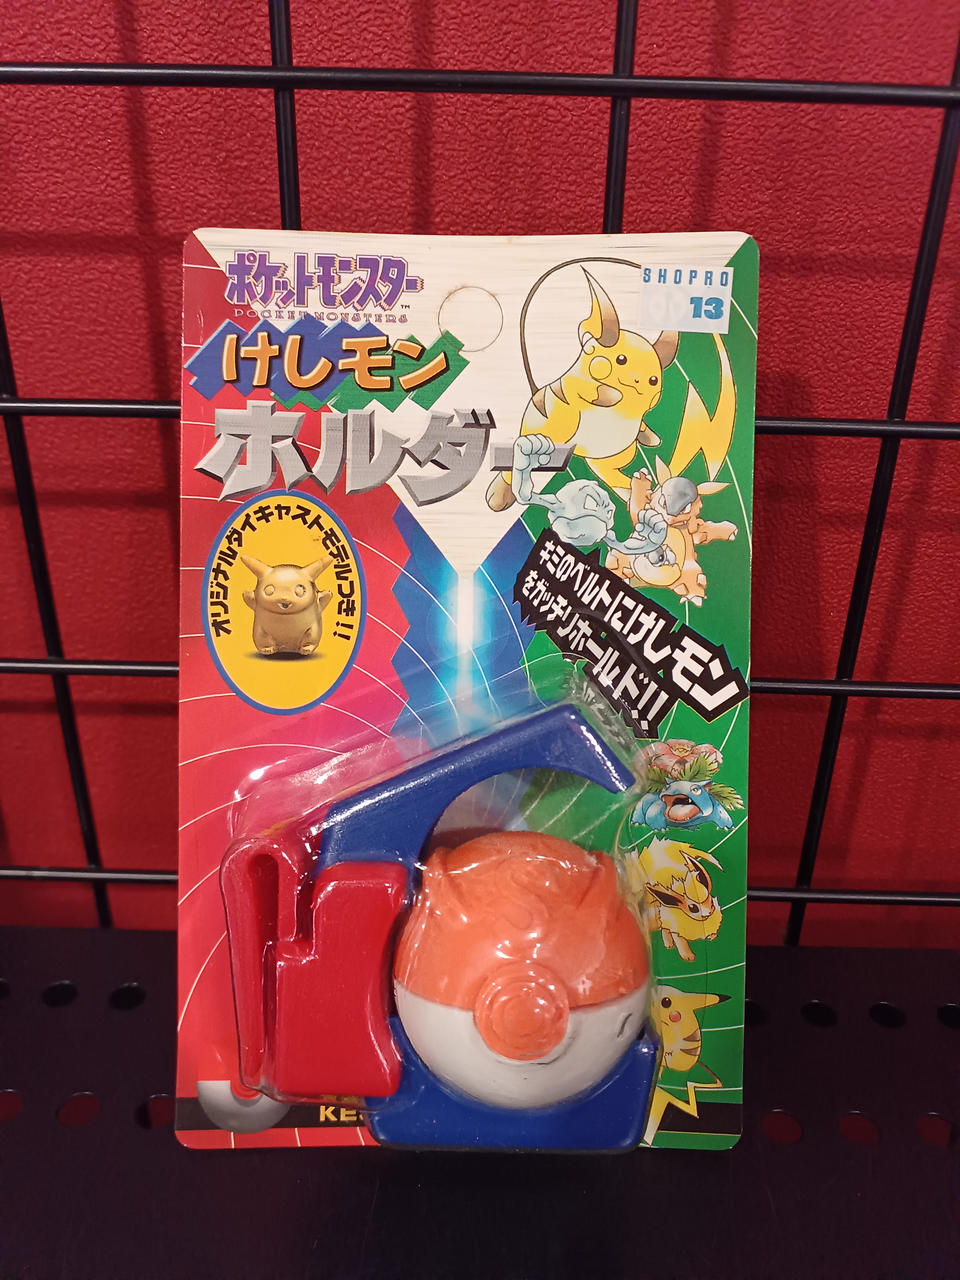 ポケットモンスター™
POCKET MONSTERS
SHOPRO
13
けしモン
ホルダー
オリジナルダイキャストモデルつき!!
キミのベルトにけしモン
をガッチリホールド!!
KES